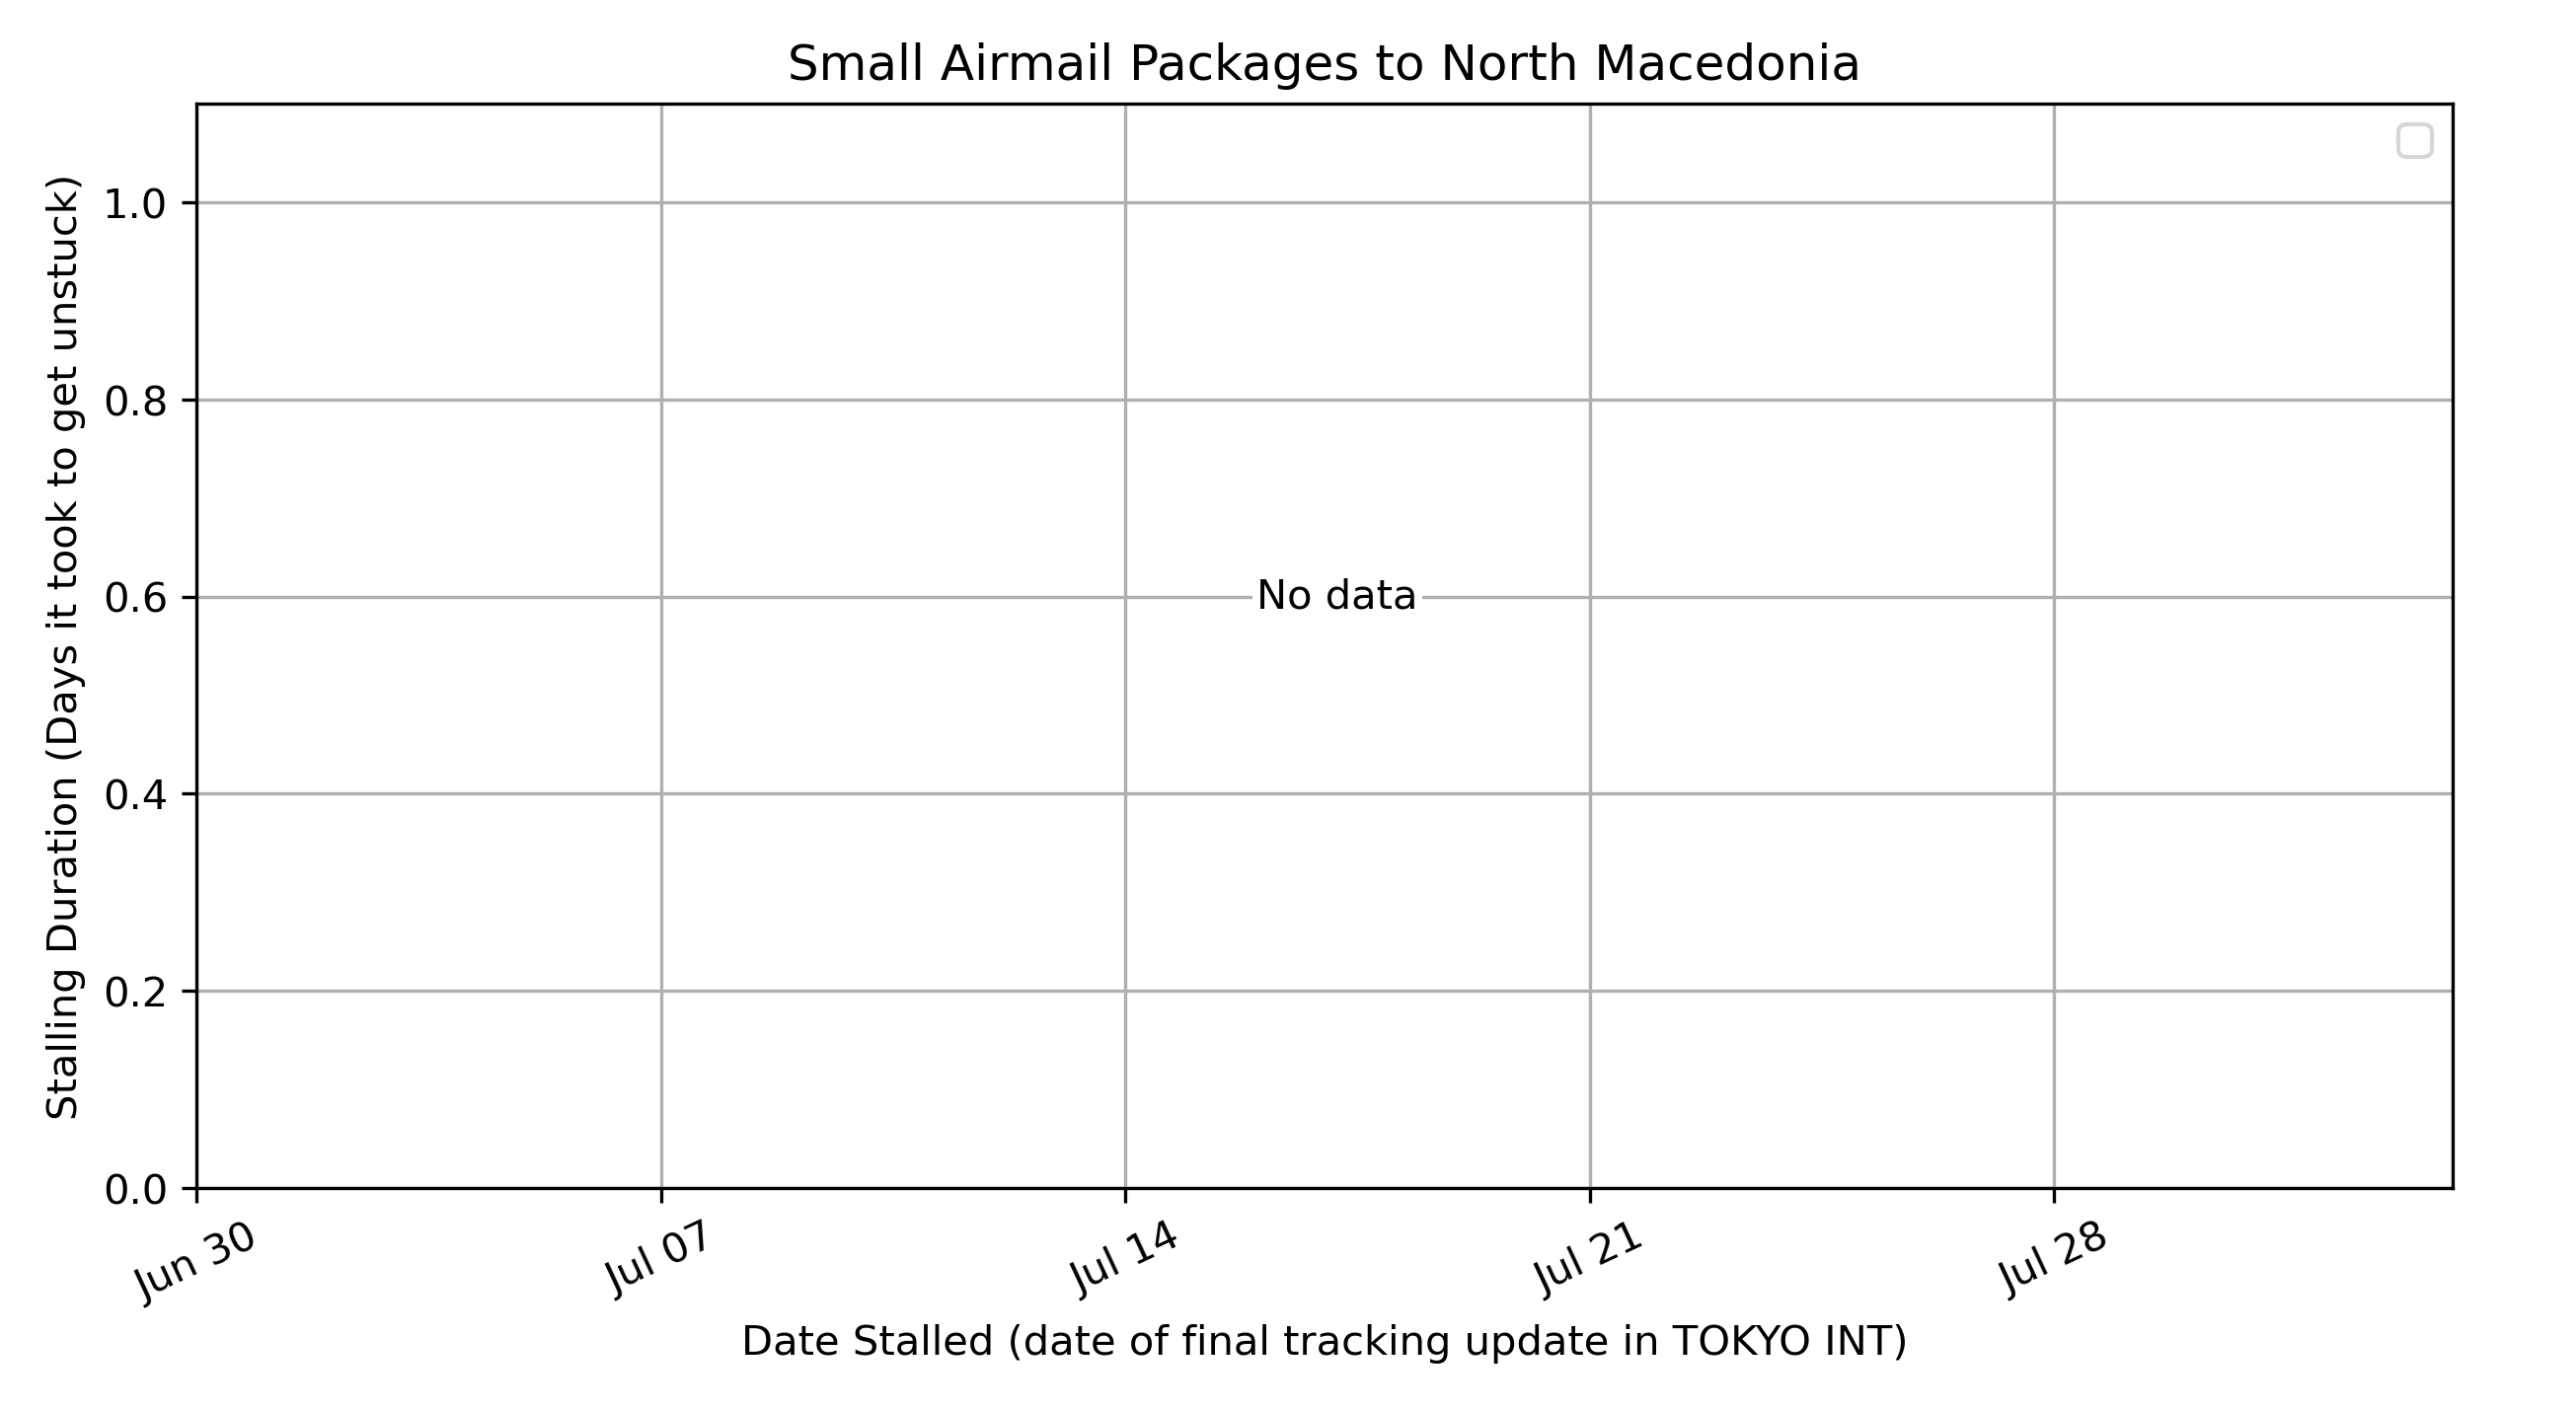 Small Airmail Packages to North Macedonia
Stalling Duration (Days it took to get unstuck)
1.0
0.8
0.6
0.4
0.2
0.0
No data
Jun 30
Jul 07
Jul 14
Jul 21
Jul 28
Date Stalled (date of final tracking update in TOKYO INT)